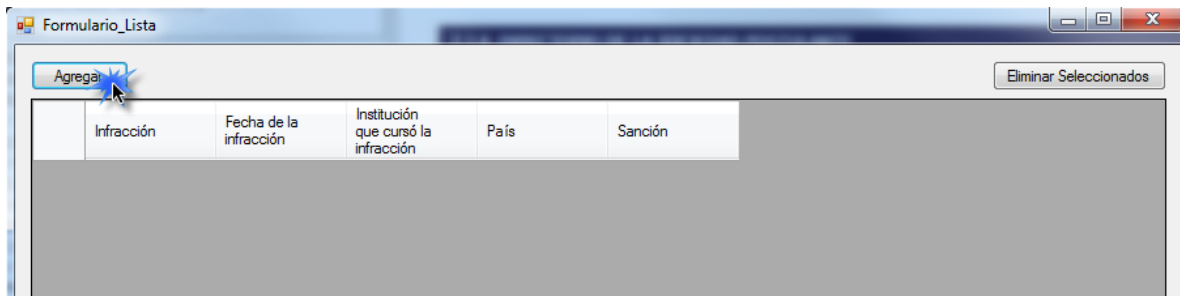 Formulario_Lista
Agregar
Eliminar Seleccionados
Infracción
Fecha de la
infracción
Institución
que cursó la
infracción
País
Sanción